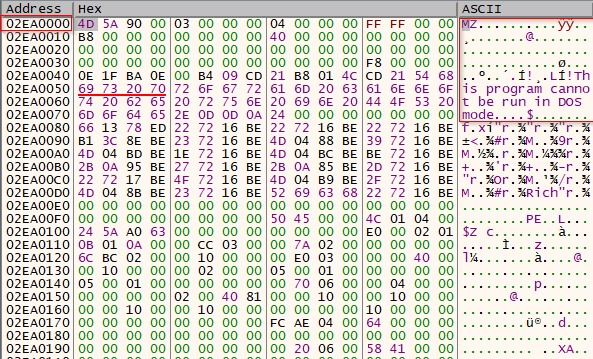 Address Hex ASCII
02EA0000 4D 5A 90 00 03 00 00 00 04 00 00 00 FF FF 00 00 MZ..........ÿÿ..
02EA0010 B8 00 00 00 00 00 00 00 40 00 00 00 00 00 00 00 ¸.......@.......
02EA0020 00 00 00 00 00 00 00 00 00 00 00 00 00 00 00 00 ................
02EA0030 00 00 00 00 00 00 00 00 00 00 00 00 F8 00 00 00 ............ø...
02EA0040 0E 1F BA 0E 00 B4 09 CD 21 B8 01 4C CD 21 54 68 ..º..´.Í!¸.LÍ!Th
02EA0050 69 73 20 70 72 6F 67 72 61 6D 20 63 61 6E 6E 6F is program canno
02EA0060 74 20 62 65 20 72 75 6E 20 69 6E 20 44 4F 53 20 t be run in DOS
02EA0070 6D 6F 64 65 2E 0D 0D 0A 24 00 00 00 00 00 00 00 mode....$.......
02EA0080 66 13 78 ED 22 72 16 BE 22 72 16 BE 22 72 16 BE f.xí"r.¾"r.¾"r.¾
02EA0090 B1 3C 8E BE 23 72 16 BE 4D 04 88 BE 39 72 16 BE ±<.¾#r.¾M..¾9r.¾
02EA00A0 4D 04 BD BE 1E 72 16 BE 4D 04 BC BE BE 72 16 BE M.½¾.r.¾M.¼¾¾r.¾
02EA00B0 2B 0A 95 BE 27 72 16 BE 2B 0A 85 BE 2D 72 16 BE +..¾'r.¾+..¾-r.¾
02EA00C0 22 72 17 BE 4F 72 16 BE 4D 04 B9 BE 2F 72 16 BE "r.¾Or.¾M.¹¾/r.¾
02EA00D0 4D 04 8B BE 23 72 16 BE 52 69 63 68 22 72 16 BE M..¾#r.¾Rich"r.¾
02EA00E0 00 00 00 00 00 00 00 00 00 00 00 00 00 00 00 00 ................
02EA00F0 00 00 00 00 00 00 00 00 50 45 00 00 4C 01 04 00 ........PE..L...
02EA0100 24 5A A0 63 00 00 00 00 00 00 00 00 E0 00 02 01 $Z c........à...
02EA0110 0B 01 0A 00 00 CC 03 00 00 7A 02 00 00 00 00 00 .....Ì...z......
02EA0120 6C BC 02 00 00 10 00 00 00 E0 03 00 00 00 40 00 l¼.......à....@.
02EA0130 00 10 00 00 00 02 00 00 05 00 01 00 00 00 00 00 ................
02EA0140 05 00 01 00 00 00 00 00 00 70 06 00 00 04 00 00 .........p......
02EA0150 00 00 00 00 02 00 40 81 00 00 10 00 00 10 00 00 ......@.........
02EA0160 00 00 10 00 00 10 00 00 00 00 00 00 10 00 00 00 ................
02EA0170 00 00 00 00 00 00 00 00 FC AE 04 00 64 00 00 00 ........ü®..d...
02EA0180 00 00 00 00 00 00 00 00 00 00 00 00 00 00 00 00 ................
02EA0190 00 00 00 00 00 00 00 00 00 20 06 00 58 41 00 00 ......... ..XA..